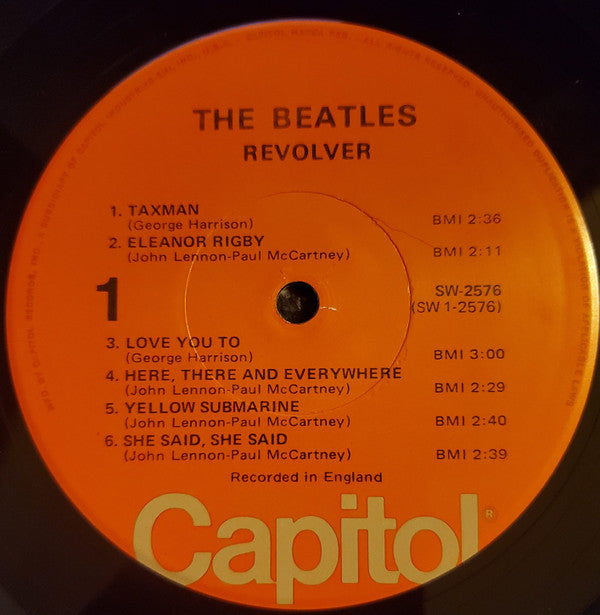 THE BEATLES
REVOLVER
1. TAXMAN
(George Harrison) BMI 2:36
2. ELEANOR RIGBY
(John Lennon-Paul McCartney) BMI 2:11
1
SW-2576
(SW 1-2576)
3. LOVE YOU TO
(George Harrison) BMI 3:00
4. HERE, THERE AND EVERYWHERE
(John Lennon-Paul McCartney) BMI 2:29
5. YELLOW SUBMARINE
(John Lennon-Paul McCartney) BMI 2:40
6. SHE SAID, SHE SAID
(John Lennon-Paul McCartney) BMI 2:39
Recorded in England
Capitol®